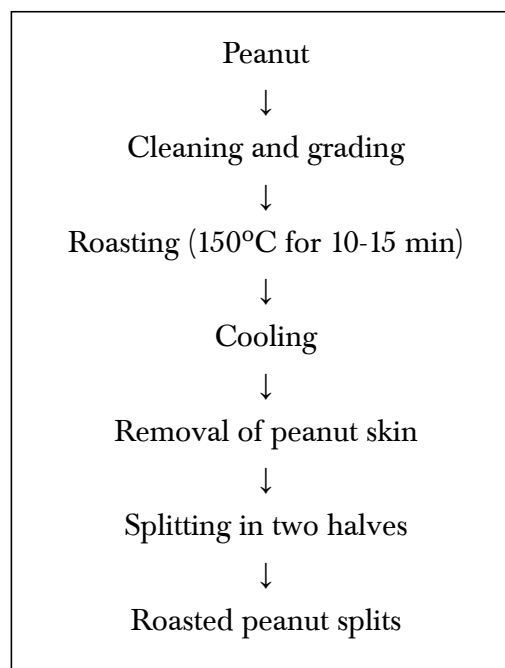 Peanut
↓
Cleaning and grading
↓
Roasting (150ºC for 10-15 min)
↓
Cooling
↓
Removal of peanut skin
↓
Splitting in two halves
↓
Roasted peanut splits